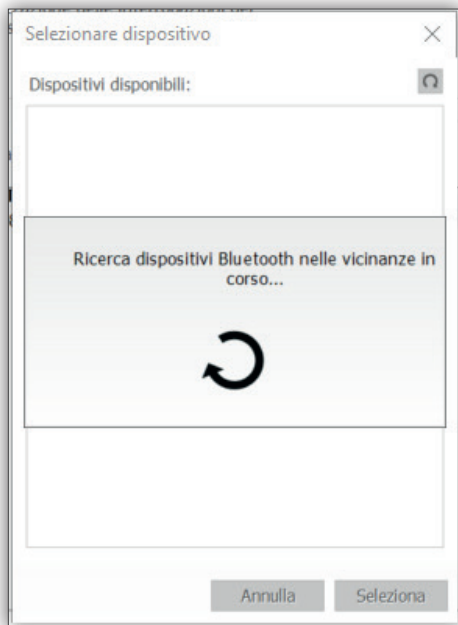 Selezionare dispositivo
Dispositivi disponibili:
Ricerca dispositivi Bluetooth nelle vicinanze in
corso...
Annulla
Seleziona